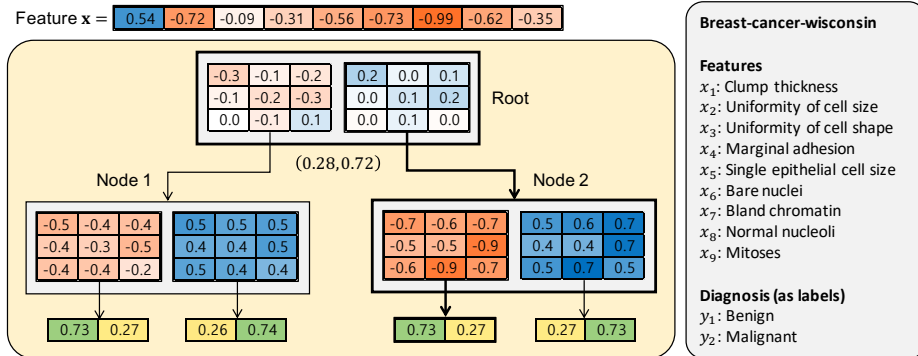 Feature x = 0.54 -0.72 -0.09 -0.31 -0.56 -0.73 -0.99 -0.62 -0.35
-0.3 -0.1 -0.2 0.2 0.0 0.1
-0.1 -0.2 -0.3 0.0 0.1 0.2
0.0 -0.1 0.1 0.0 0.1 0.0
Root
(0.28,0.72)
Node 1
Node 2
-0.5 -0.4 -0.4 0.5 0.5 0.5
-0.4 -0.3 -0.5 0.4 0.4 0.5
-0.4 -0.4 -0.2 0.5 0.4 0.4
-0.7 -0.6 -0.7 0.5 0.6 0.7
-0.5 -0.5 -0.9 0.4 0.4 0.7
-0.6 -0.9 -0.7 0.5 0.7 0.5
0.73 0.27
0.26 0.74
0.73 0.27
0.27 0.73
Breast-cancer-wisconsin
Features
x₁: Clump thickness
x₂: Uniformity of cell size
x₃: Uniformity of cell shape
x₄: Marginal adhesion
x₅: Single epithelial cell size
x₆: Bare nuclei
x₇: Bland chromatin
x₈: Normal nucleoli
x₉: Mitoses
Diagnosis (as labels)
y₁: Benign
y₂: Malignant